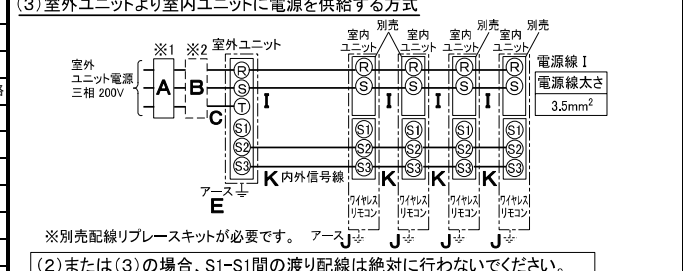 (3)室外ユニットより室内ユニットに電源を供給する方式
※1 ※2 室外ユニット
室内ユニット 別売 室内ユニット 室内ユニット 別売 室内ユニット 別売
室外
ユニット電源
三相 200V
A B C
R
S
T
S1
S2
S3
I I I I
R R R R
S S S S
S1 S1 S1 S1
S2 S2 S2 S2
S3 S3 S3 S3
電源線 I
電源線太さ
3.5mm²
K 内外信号線 K K K
アース
E
ワイヤレスリモコン ワイヤレスリモコン ワイヤレスリモコン ワイヤレスリモコン
※別売配線リプレースキットが必要です。 アース J J J J
(2)または(3)の場合、S1-S1間の渡り配線は絶対に行わないでください。